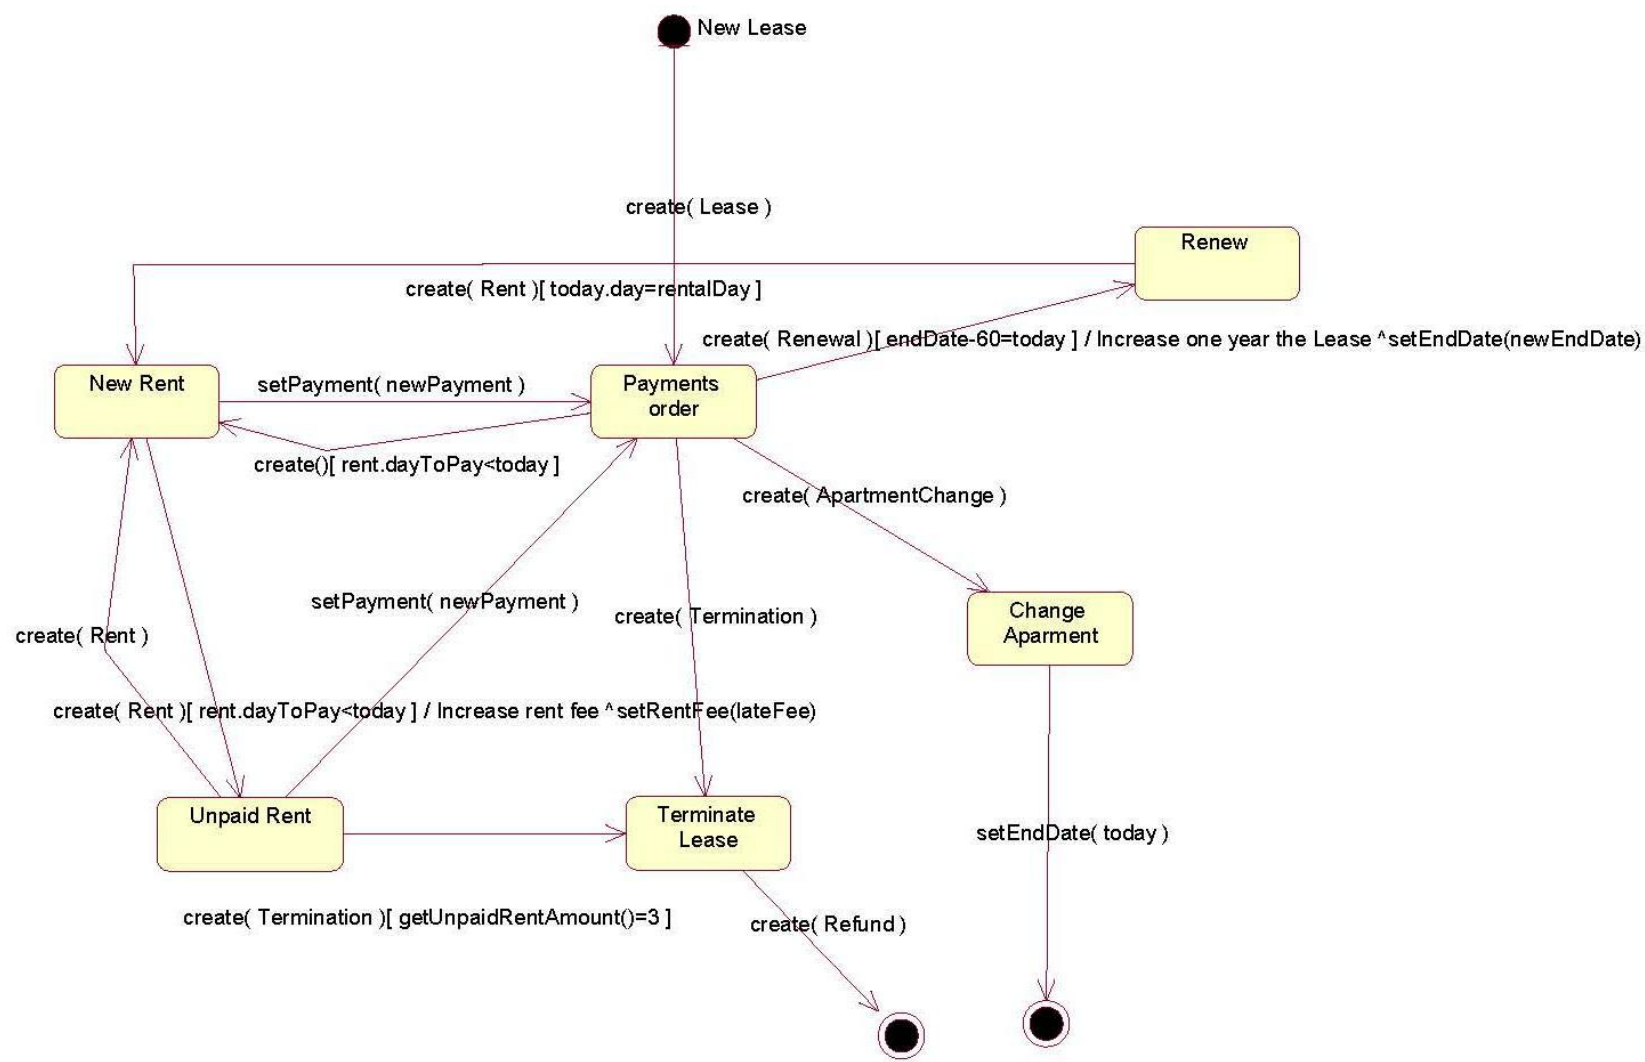 New Lease
create( Lease )
Renew
create( Rent )[ today.day=rentalDay ]
create( Renewal )[ endDate-60=today ] / Increase one year the Lease ^setEndDate(newEndDate)
New Rent
setPayment( newPayment )
Payments
order
create()[ rent.dayToPay<today ]
create( ApartmentChange )
setPayment( newPayment )
create( Termination )
Change
Aparment
create( Rent )
create( Rent )[ rent.dayToPay<today ] / Increase rent fee ^setRentFee(lateFee)
Unpaid Rent
Terminate
Lease
setEndDate( today )
create( Termination )[ getUnpaidRentAmount()=3 ]
create( Refund )